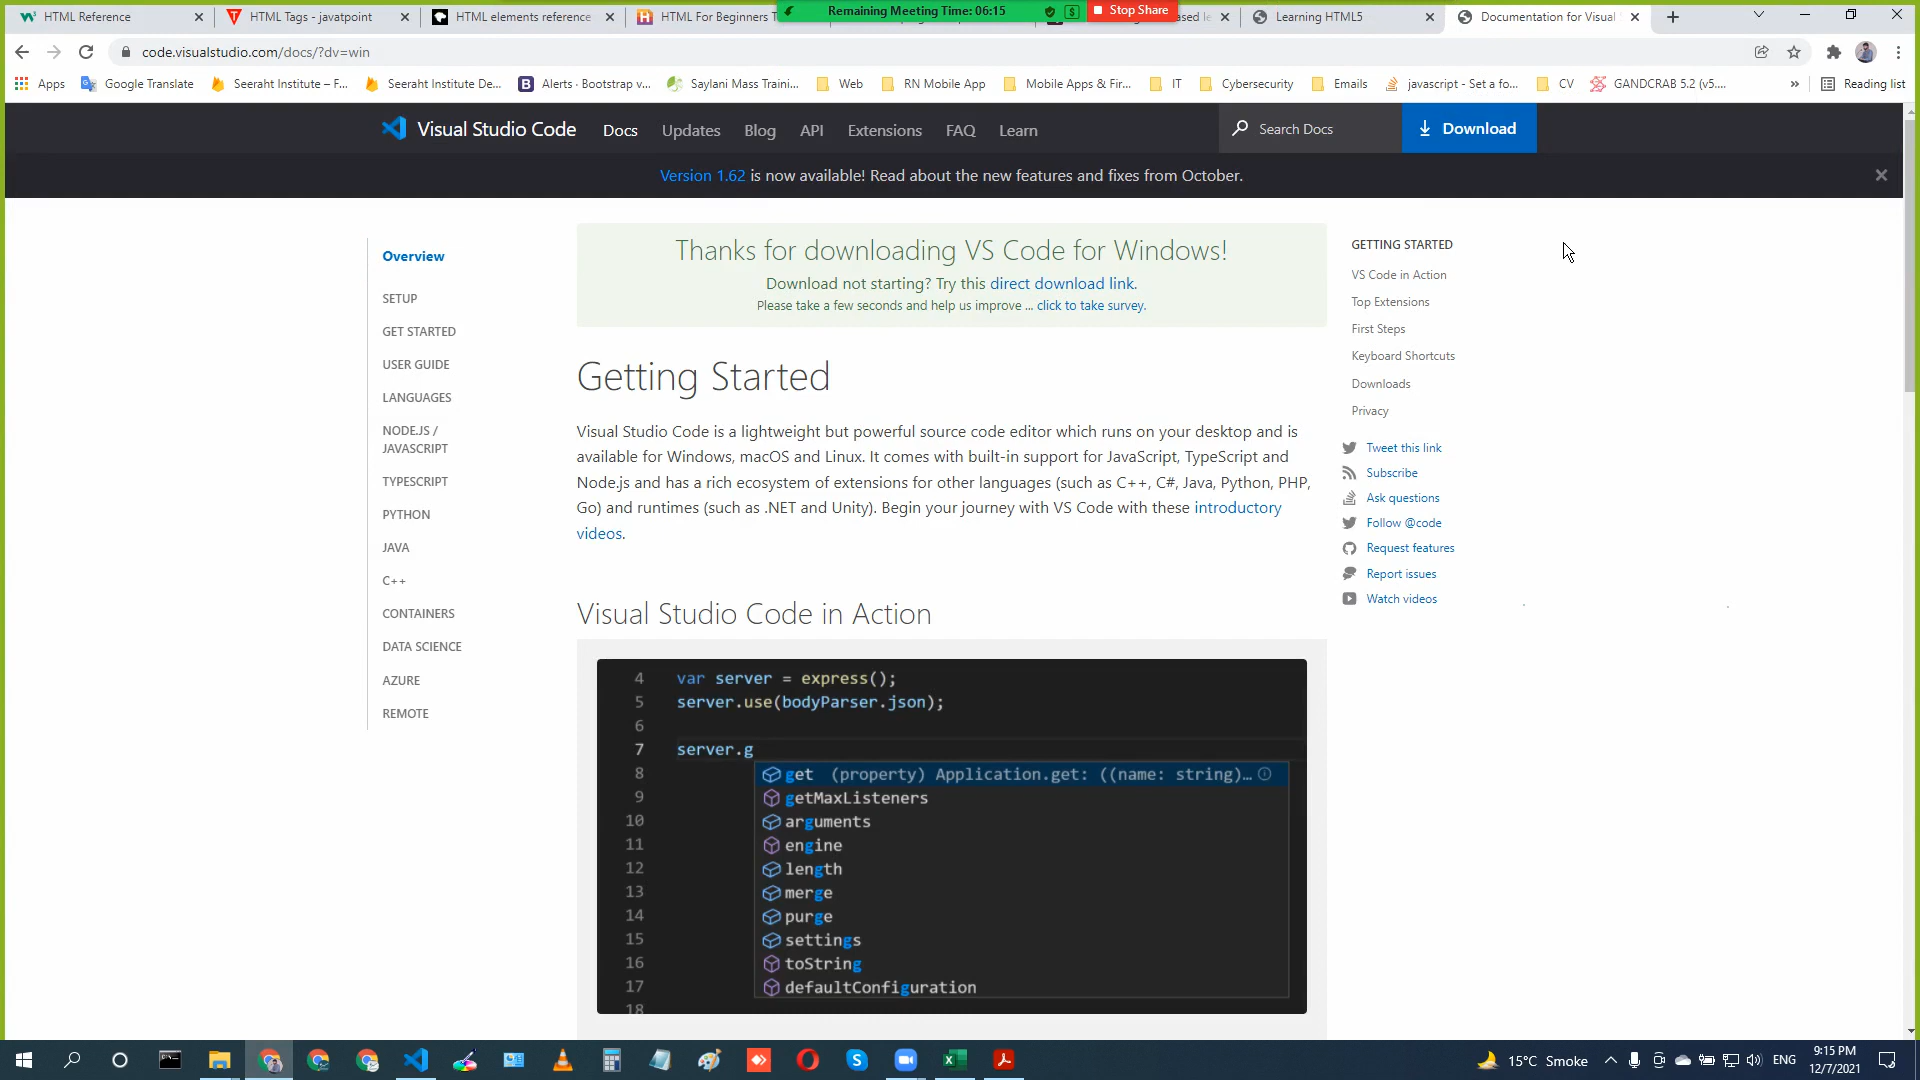 HTML Reference
HTML Tags - javatpoint
HTML elements reference
HTML For Beginners T
Remaining Meeting Time: 06:15
Stop Share
Learning HTML5
Documentation for Visual
code.visualstudio.com/docs/?dv=win
Apps
Google Translate
Seeraht Institute – F...
Seeraht Institute De...
Alerts · Bootstrap v...
Saylani Mass Traini...
Web
RN Mobile App
Mobile Apps & Fir...
IT
Cybersecurity
Emails
javascript - Set a fo...
CV
GANDCRAB 5.2 (v5....
»
Reading list
Visual Studio Code
Docs
Updates
Blog
API
Extensions
FAQ
Learn
Search Docs
Download
Version 1.62 is now available! Read about the new features and fixes from October.
Overview
SETUP
GET STARTED
USER GUIDE
LANGUAGES
NODE.JS /
JAVASCRIPT
TYPESCRIPT
PYTHON
JAVA
C++
CONTAINERS
DATA SCIENCE
AZURE
REMOTE
Thanks for downloading VS Code for Windows!
Download not starting? Try this direct download link.
Please take a few seconds and help us improve ... click to take survey.
Getting Started
Visual Studio Code is a lightweight but powerful source code editor which runs on your desktop and is
available for Windows, macOS and Linux. It comes with built-in support for JavaScript, TypeScript and
Node.js and has a rich ecosystem of extensions for other languages (such as C++, C#, Java, Python, PHP,
Go) and runtimes (such as .NET and Unity). Begin your journey with VS Code with these introductory
videos.
Visual Studio Code in Action
4 var server = express();
5 server.use(bodyParser.json);
6
7 server.g
8 get (property) Application.get: ((name: string)...
9 getMaxListeners
10 arguments
11 engine
12 length
13 merge
14 purge
15 settings
16 toString
17 defaultConfiguration
18
GETTING STARTED
VS Code in Action
Top Extensions
First Steps
Keyboard Shortcuts
Downloads
Privacy
Tweet this link
Subscribe
Ask questions
Follow @code
Request features
Report issues
Watch videos
15°C Smoke
ENG
9:15 PM
12/7/2021